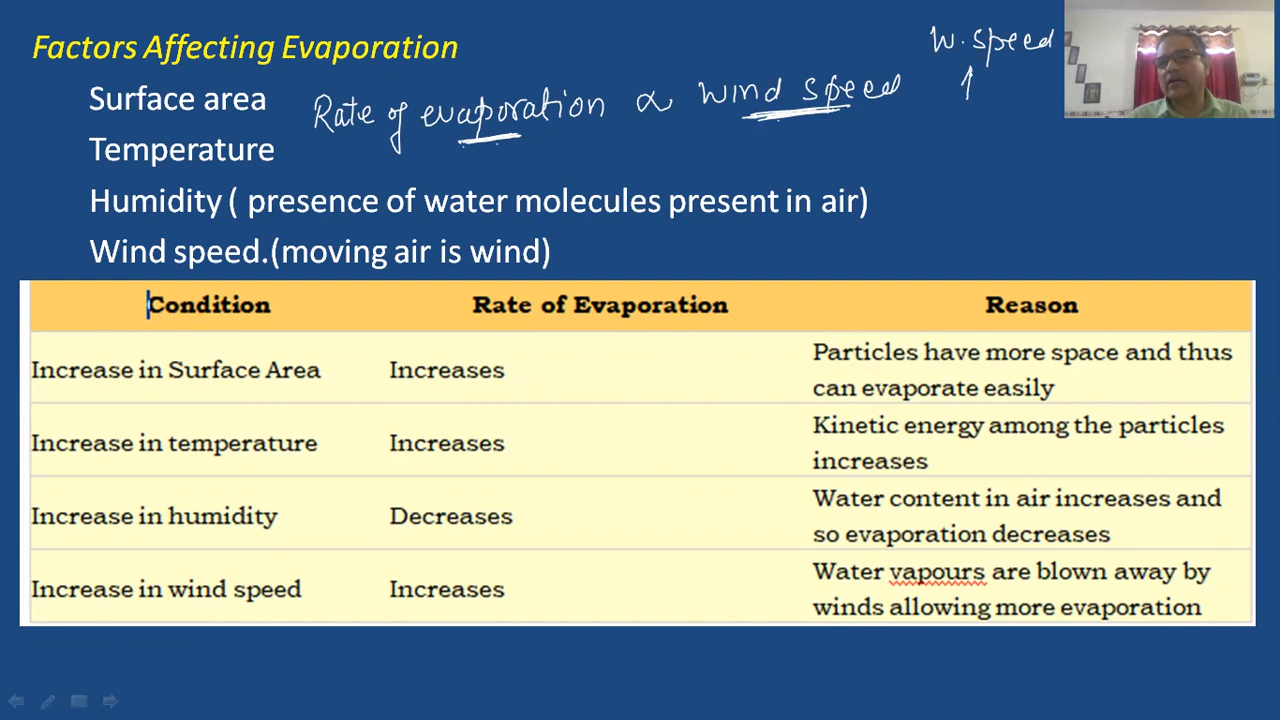 Factors Affecting Evaporation
W. speed
↑
Surface area
Rate of evaporation ∝ wind speed
Temperature
Humidity ( presence of water molecules present in air)
Wind speed.(moving air is wind)
Condition Rate of Evaporation Reason
Increase in Surface Area Increases Particles have more space and thus
can evaporate easily
Increase in temperature Increases Kinetic energy among the particles
increases
Increase in humidity Decreases Water content in air increases and
so evaporation decreases
Increase in wind speed Increases Water vapours are blown away by
winds allowing more evaporation